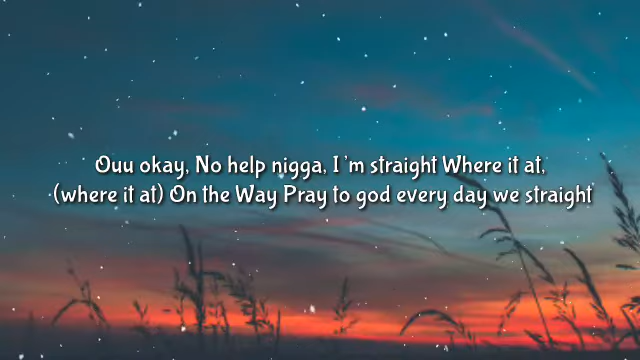 Ouu okay, No help nigga, I 'm straight Where it at,
(where it at) On the Way Pray to god every day we straight